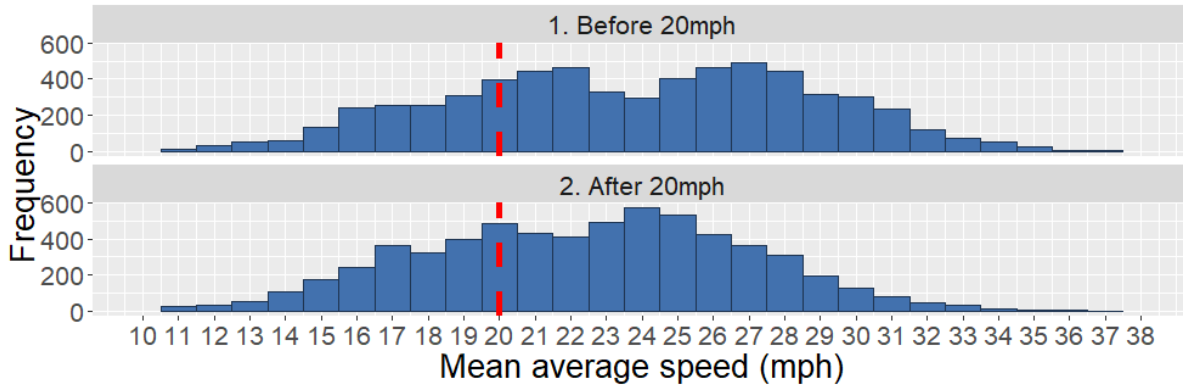 1. Before 20mph
600
400
200
0
2. After 20mph
600
400
200
0
Frequency
10 11 12 13 14 15 16 17 18 19 20 21 22 23 24 25 26 27 28 29 30 31 32 33 34 35 36 37 38
Mean average speed (mph)